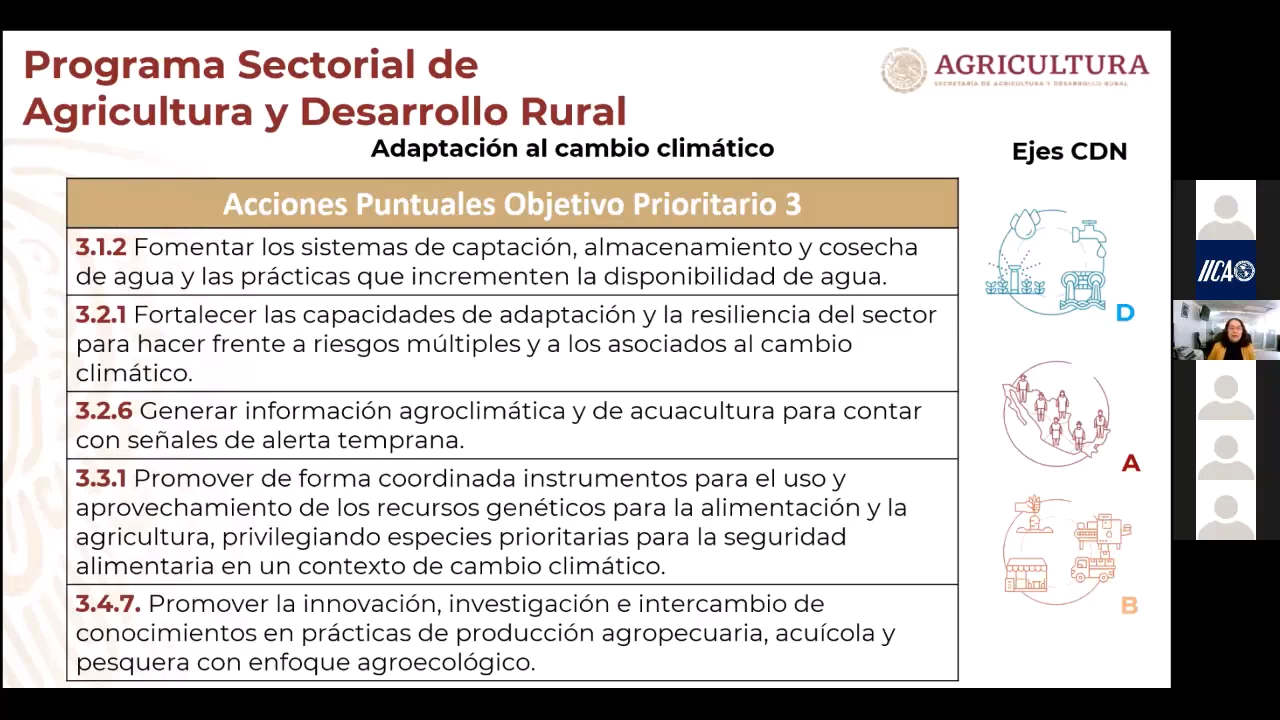 Programa Sectorial de
Agricultura y Desarrollo Rural
AGRICULTURA
SECRETARÍA DE AGRICULTURA Y DESARROLLO RURAL
Adaptación al cambio climático
Ejes CDN
Acciones Puntuales Objetivo Prioritario 3
3.1.2 Fomentar los sistemas de captación, almacenamiento y cosecha
de agua y las prácticas que incrementen la disponibilidad de agua.
3.2.1 Fortalecer las capacidades de adaptación y la resiliencia del sector
para hacer frente a riesgos múltiples y a los asociados al cambio
climático.
3.2.6 Generar información agroclimática y de acuacultura para contar
con señales de alerta temprana.
3.3.1 Promover de forma coordinada instrumentos para el uso y
aprovechamiento de los recursos genéticos para la alimentación y la
agricultura, privilegiando especies prioritarias para la seguridad
alimentaria en un contexto de cambio climático.
3.4.7. Promover la innovación, investigación e intercambio de
conocimientos en prácticas de producción agropecuaria, acuícola y
pesquera con enfoque agroecológico.
D
A
B
IICA